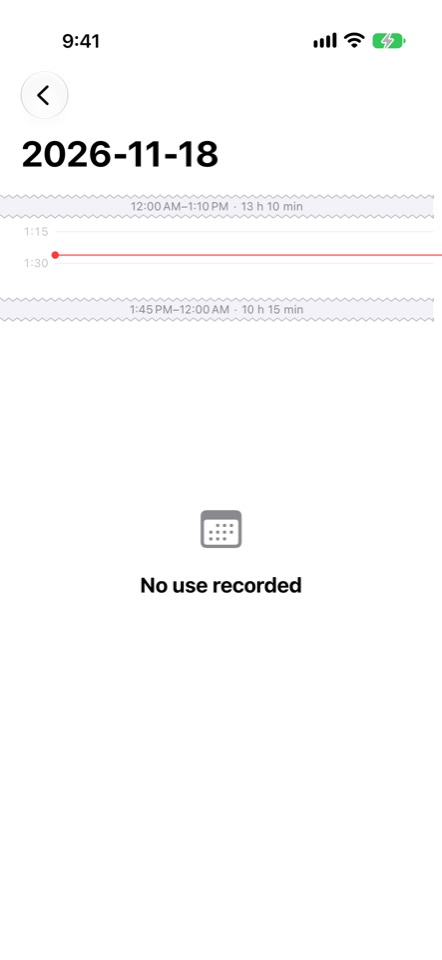 9:41
2026-11-18
12:00 AM–1:10 PM · 13 h 10 min
1:15
1:30
1:45 PM–12:00 AM · 10 h 15 min
No use recorded